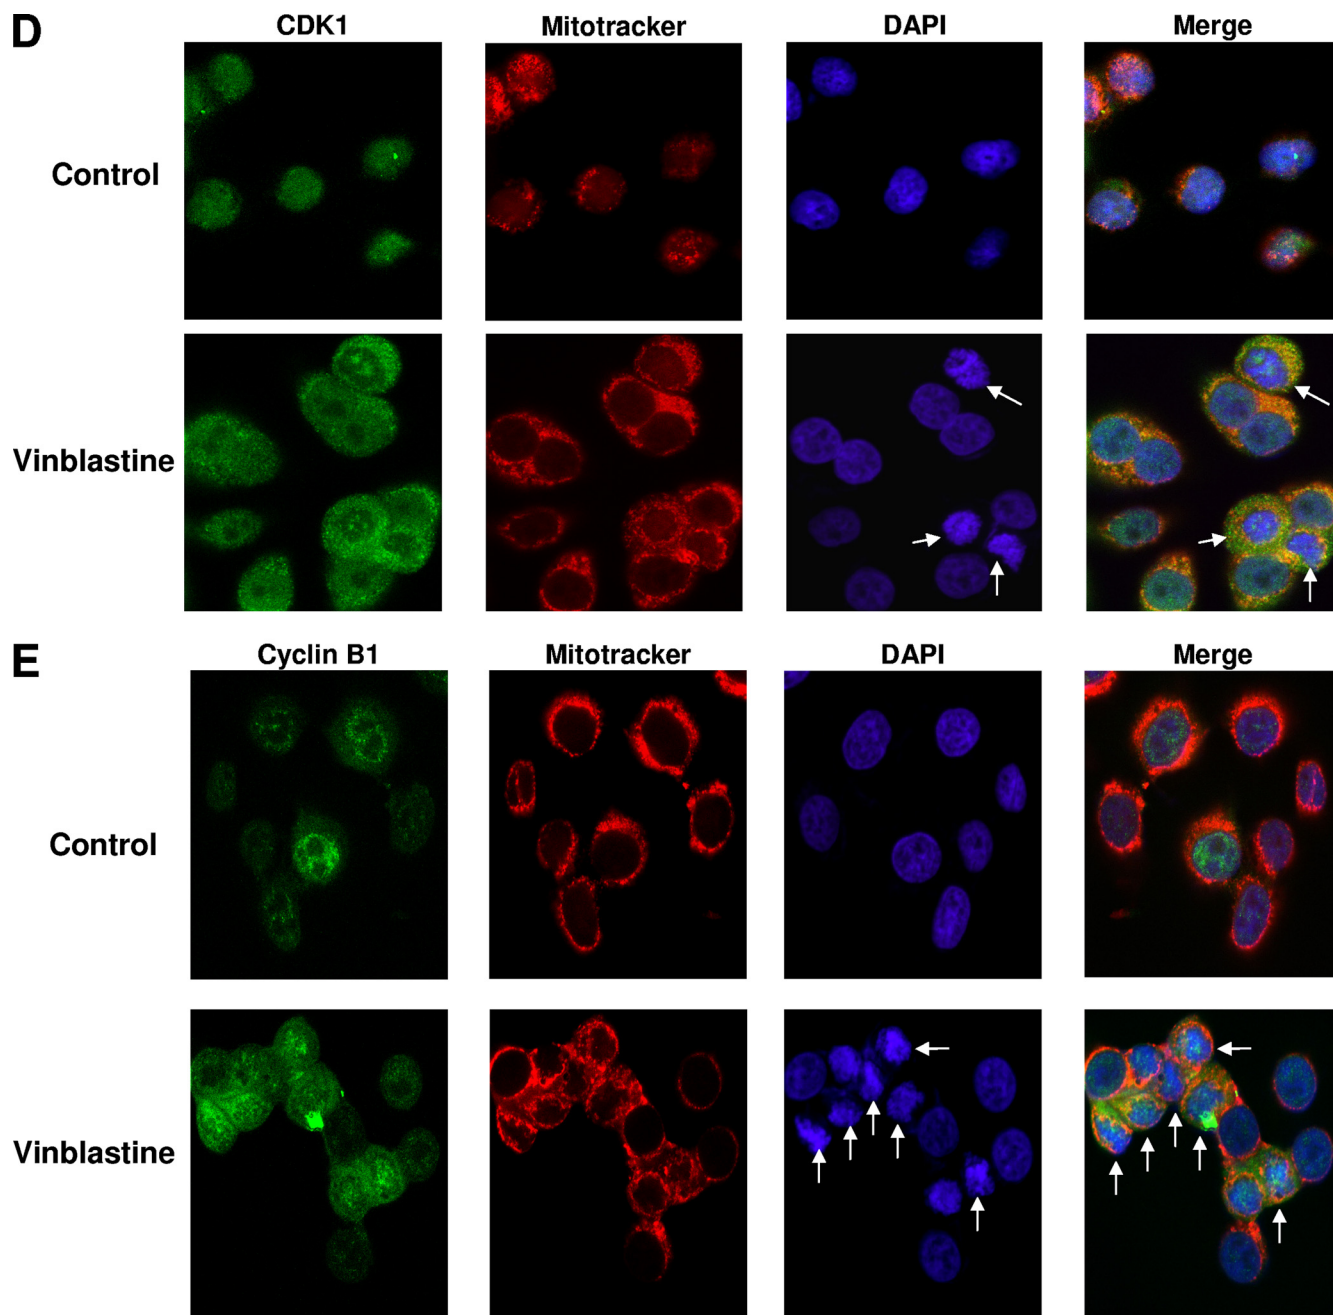 D
CDK1 Mitotracker DAPI Merge
Control
Vinblastine
E
Cyclin B1 Mitotracker DAPI Merge
Control
Vinblastine